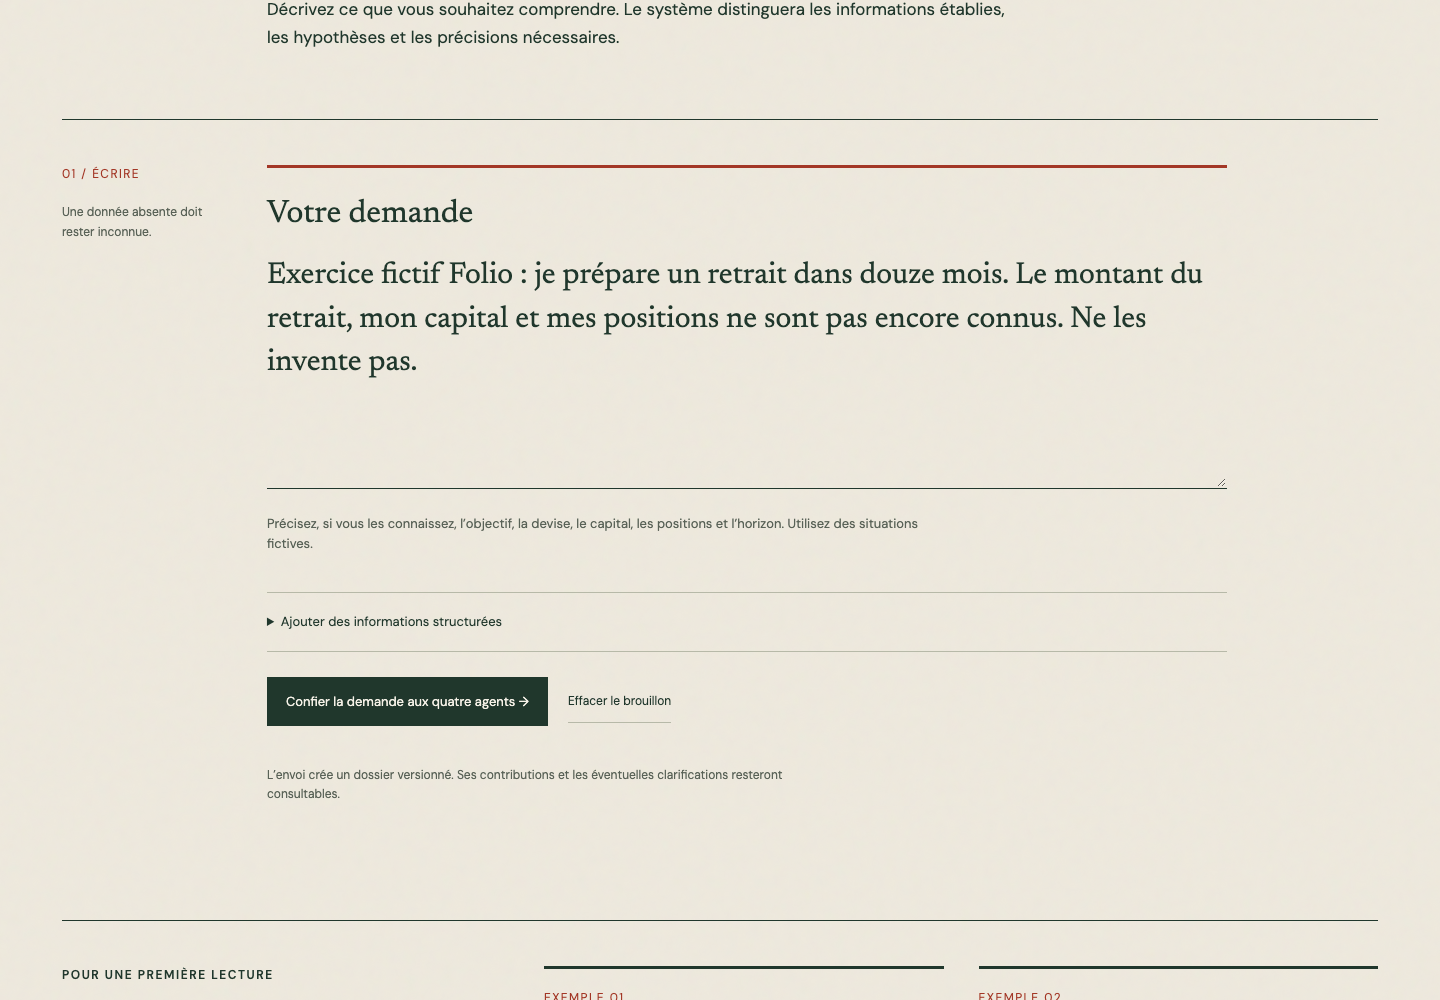 Décrivez ce que vous souhaitez comprendre. Le système distinguera les informations établies,
les hypothèses et les précisions nécessaires.
01 / ÉCRIRE
Une donnée absente doit
rester inconnue.
Votre demande
Exercice fictif Folio : je prépare un retrait dans douze mois. Le montant du
retrait, mon capital et mes positions ne sont pas encore connus. Ne les
invente pas.
Précisez, si vous les connaissez, l’objectif, la devise, le capital, les positions et l’horizon. Utilisez des situations
fictives.
▶ Ajouter des informations structurées
Confier la demande aux quatre agents →
Effacer le brouillon
L’envoi crée un dossier versionné. Ses contributions et les éventuelles clarifications resteront
consultables.
POUR UNE PREMIÈRE LECTURE
EXEMPLE 01
EXEMPLE 02